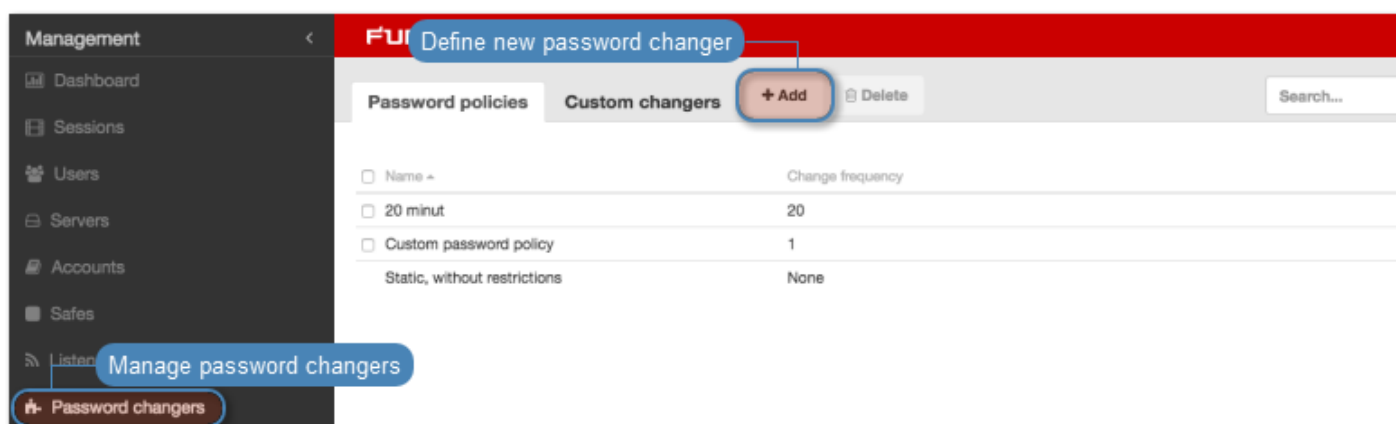 Management
Define new password changer
Dashboard
Sessions
Users
Servers
Accounts
Safes
Manage password changers
Password changers
Password policies
Custom changers
+ Add
Delete
Search...
Name
Change frequency
20 minut
20
Custom password policy
1
Static, without restrictions
None